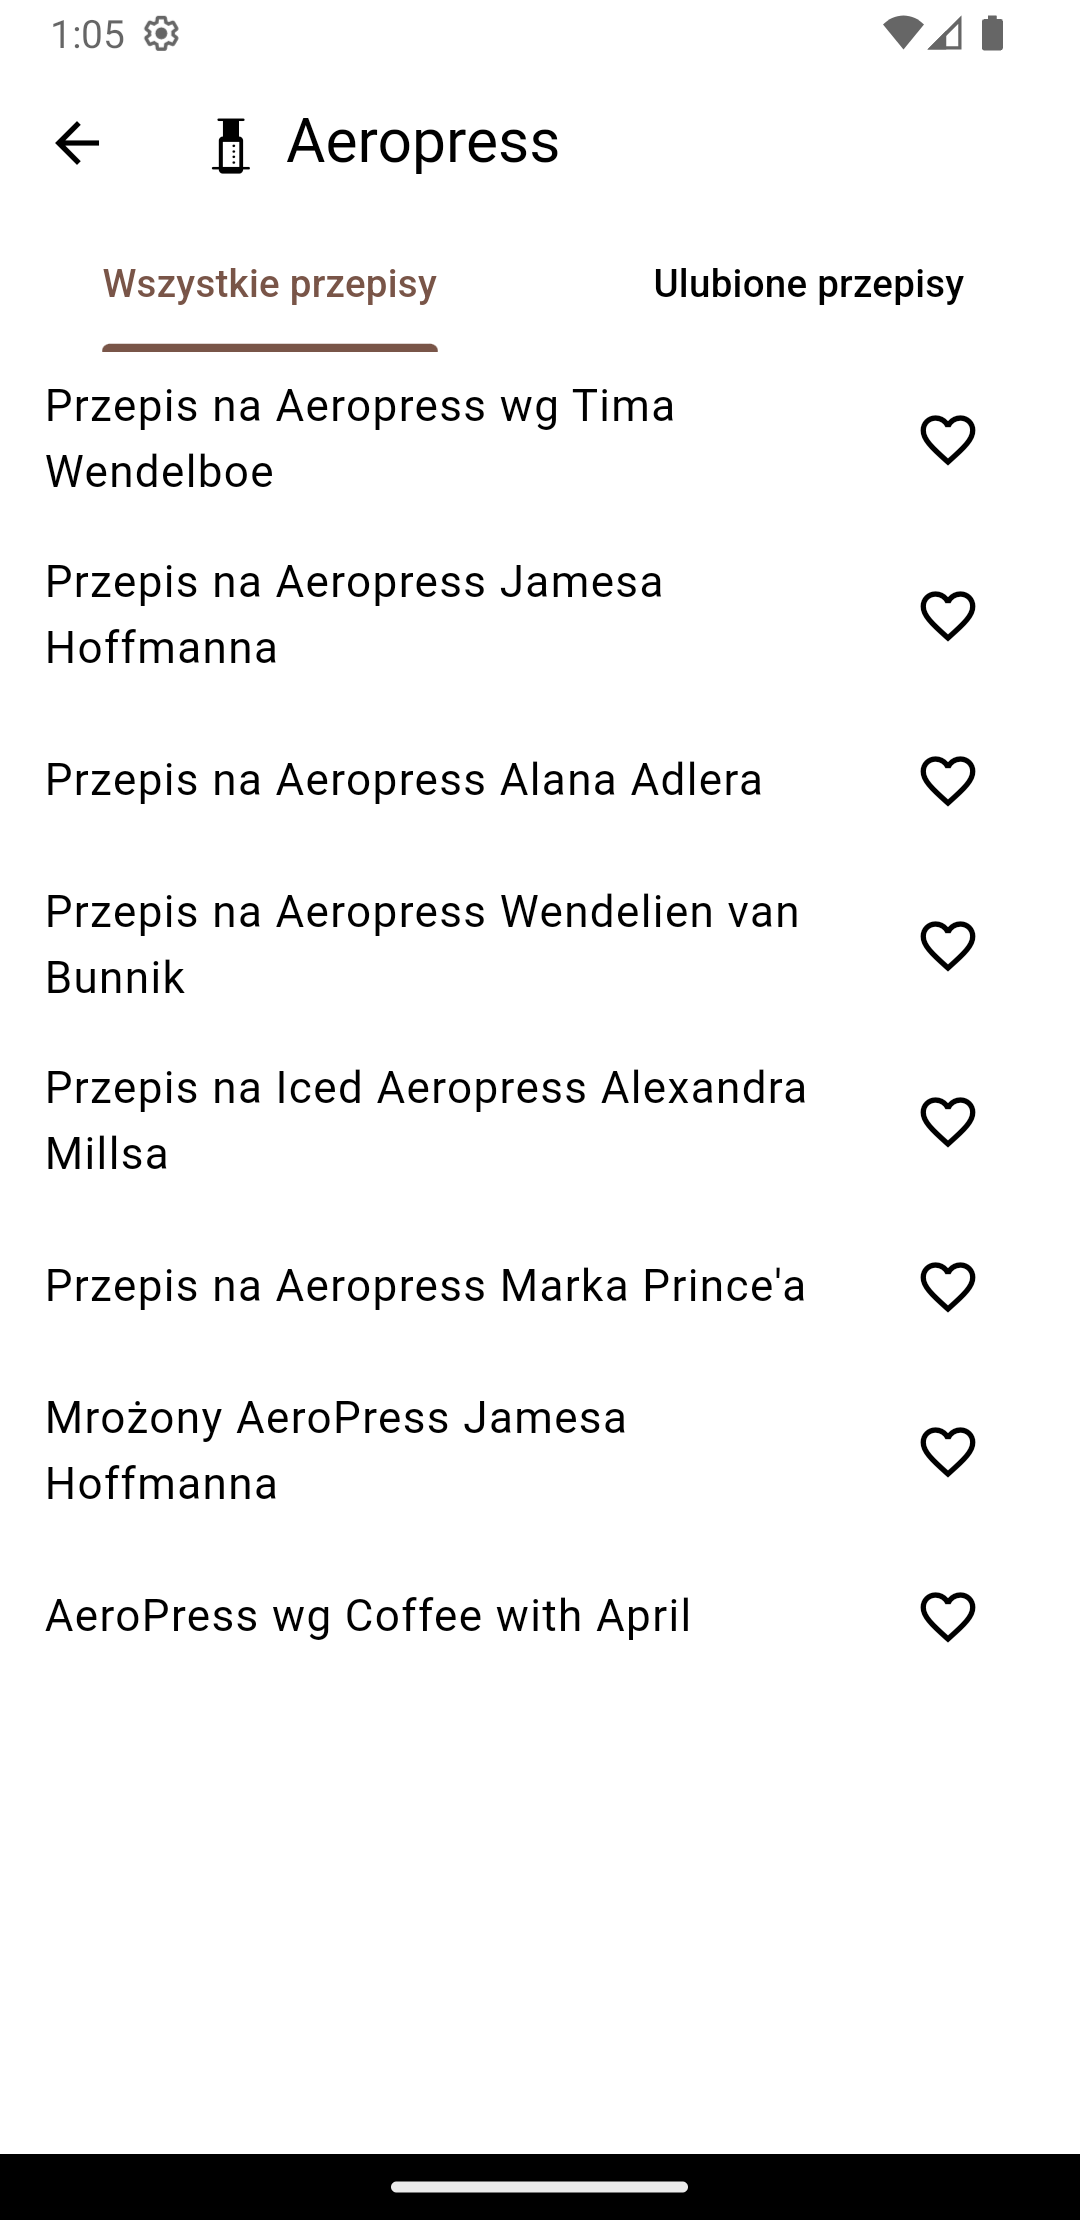 1:05
Aeropress
Wszystkie przepisy
Ulubione przepisy
Przepis na Aeropress wg Tima
Wendelboe
Przepis na Aeropress Jamesa
Hoffmanna
Przepis na Aeropress Alana Adlera
Przepis na Aeropress Wendelien van
Bunnik
Przepis na Iced Aeropress Alexandra
Millsa
Przepis na Aeropress Marka Prince'a
Mrożony AeroPress Jamesa
Hoffmanna
AeroPress wg Coffee with April